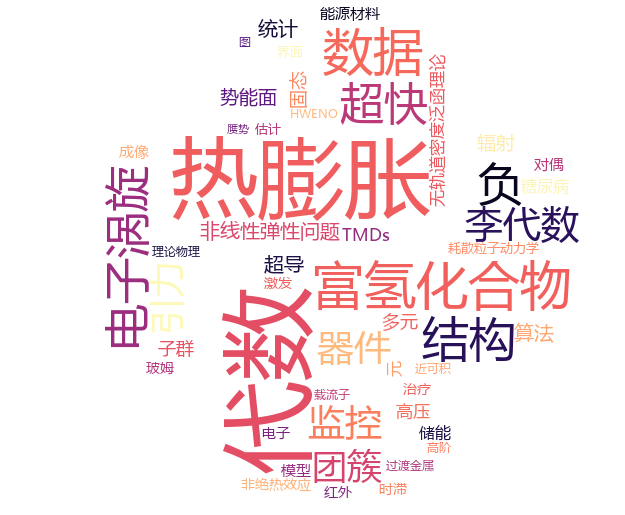 能源材料
统计
图
界面
数据
固态
势能面
超快
无轨道密度泛函理论
HWENO
膜势
估计
成像
热膨胀
辐射
对偶
负
糖尿病
电子涡旋
李代数
非线性弹性问题
TMDs
耗散粒子动力学
理论物理
超导
引力
激发
富氢化合物
代数
多元
结构
算法
子群
器件
玻姆
元
近可积
治疗
载流子
监控
高压
电子
储能
高阶
团簇
模型
过渡金属
非绝热效应
红外
时滞